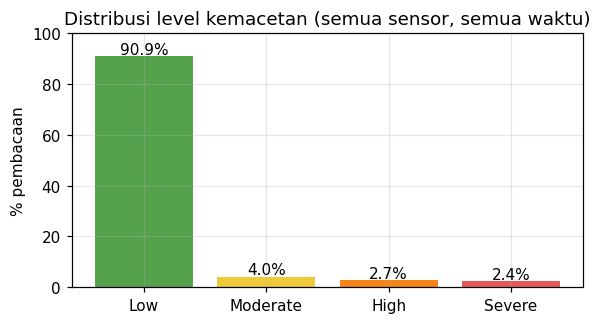 Distribusi level kemacetan (semua sensor, semua waktu)
% pembacaan
100
80
60
40
20
0
90.9%
4.0%
2.7%
2.4%
Low
Moderate
High
Severe